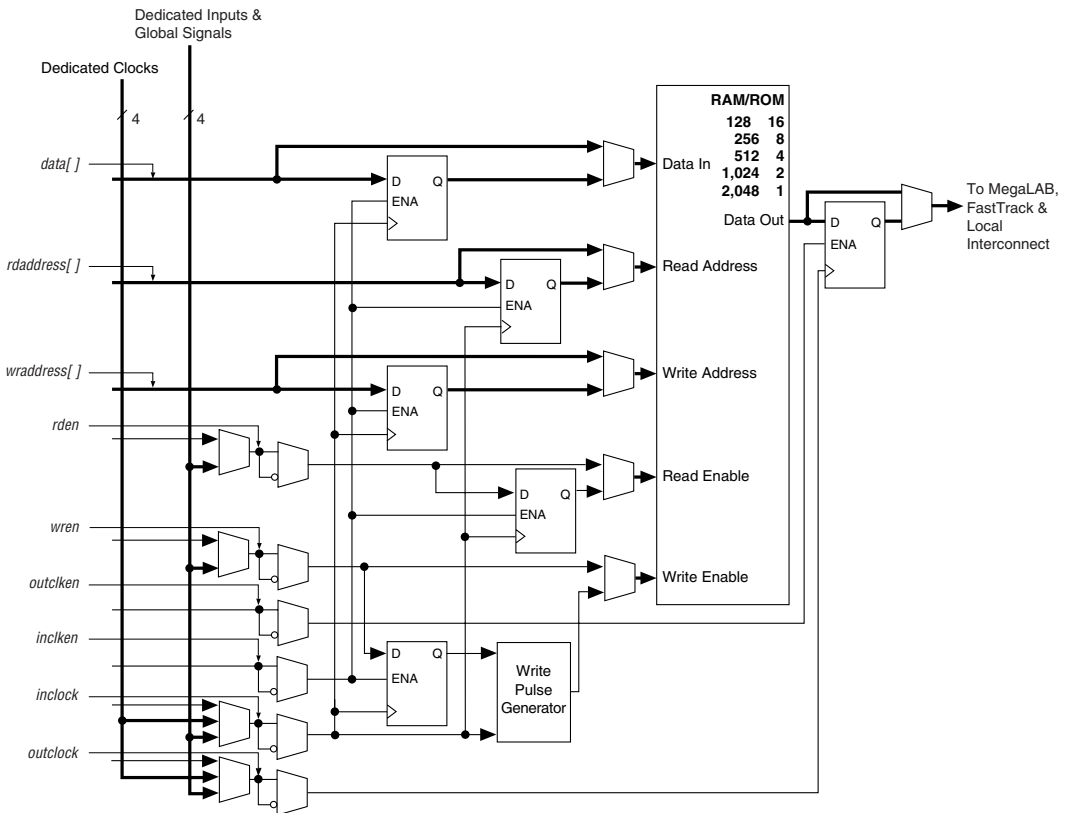 Dedicated Inputs &
Global Signals
Dedicated Clocks
4
4
RAM/ROM
128 16
256 8
512 4
1,024 2
2,048 1
data[ ]
D Q
ENA
Data In
Data Out
D Q
ENA
To MegaLAB,
FastTrack &
Local
Interconnect
rdaddress[ ]
D Q
ENA
Read Address
wraddress[ ]
D Q
ENA
Write Address
rden
D Q
ENA
Read Enable
wren
Write Enable
outclken
inclken
D Q
ENA
Write
Pulse
Generator
inclock
outclock